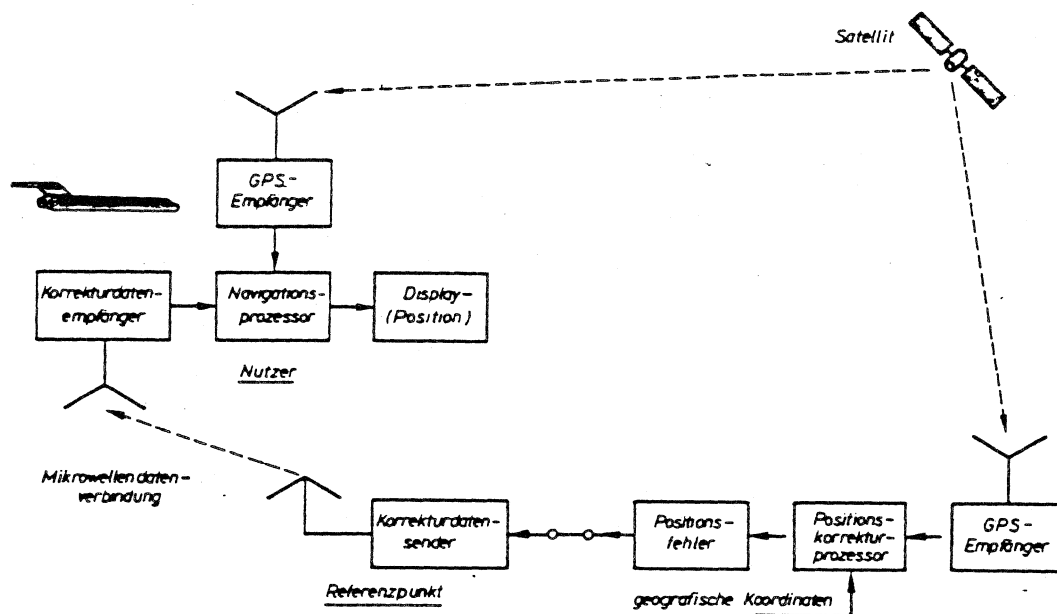 Satellit
GPS-
Empfänger
Korrekturdaten-
empfänger
Navigations-
prozessor
Display-
(Position)
Nutzer
Mikrowellendaten-
verbindung
Korrekturdaten-
sender
Positions-
fehler
Positions-
korrektur-
prozessor
GPS-
Empfänger
Referenzpunkt
geografische Koordinaten